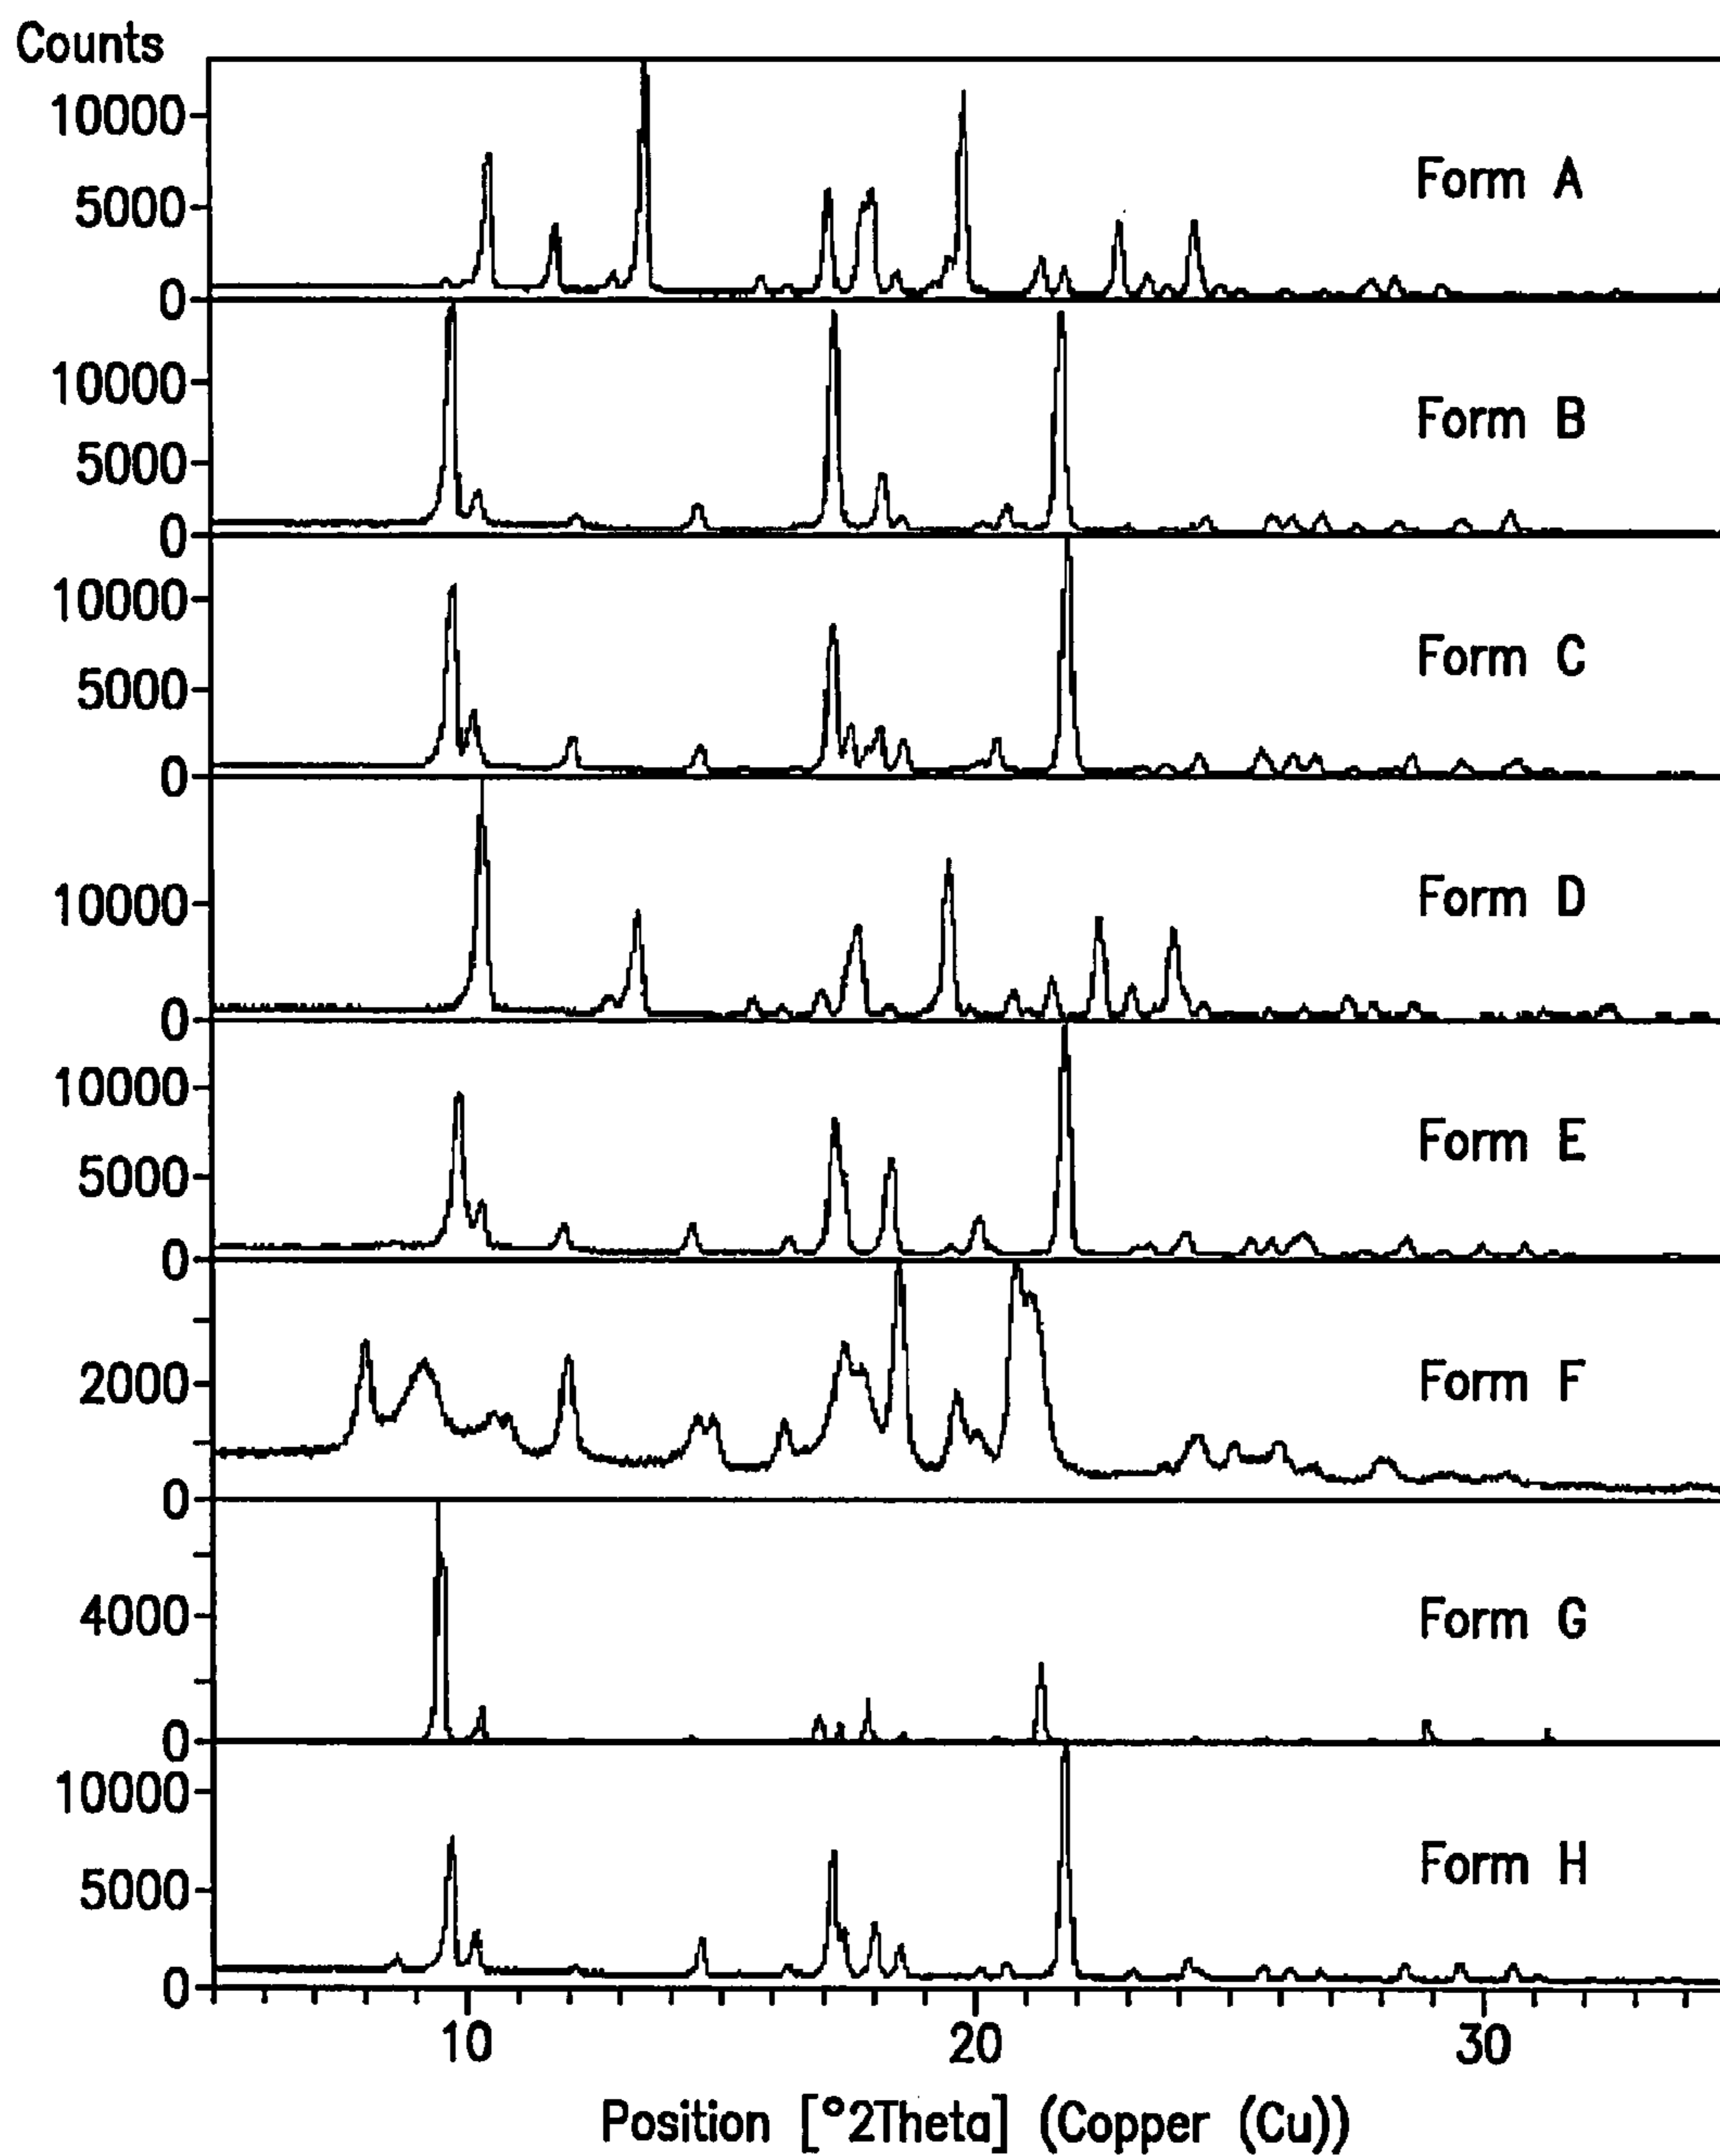 Counts
10000
5000
0
Form A
10000
5000
0
Form B
10000
5000
0
Form C
10000
0
Form D
10000
5000
0
Form E
2000
0
Form F
4000
0
Form G
10000
5000
0
Form H
10 20 30
Position [°2Theta] (Copper (Cu))